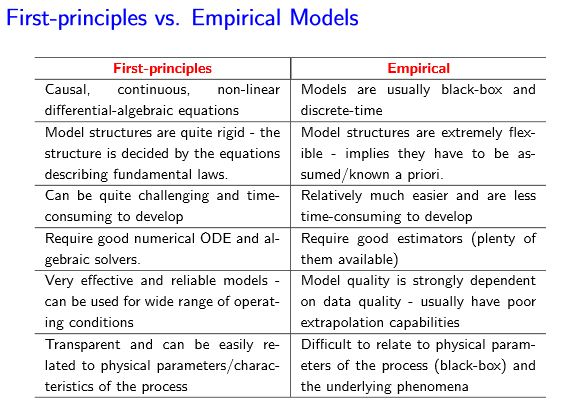 First-principles vs. Empirical Models
First-principles
Empirical
Causal, continuous, non-linear
differential-algebraic equations
Models are usually black-box and
discrete-time
Model structures are quite rigid - the
structure is decided by the equations
describing fundamental laws.
Model structures are extremely flex-
ible - implies they have to be as-
sumed/known a priori.
Can be quite challenging and time-
consuming to develop
Relatively much easier and are less
time-consuming to develop
Require good numerical ODE and al-
gebraic solvers.
Require good estimators (plenty of
them available)
Very effective and reliable models -
can be used for wide range of operat-
ing conditions
Model quality is strongly dependent
on data quality - usually have poor
extrapolation capabilities
Transparent and can be easily re-
lated to physical parameters/charac-
teristics of the process
Difficult to relate to physical param-
eters of the process (black-box) and
the underlying phenomena